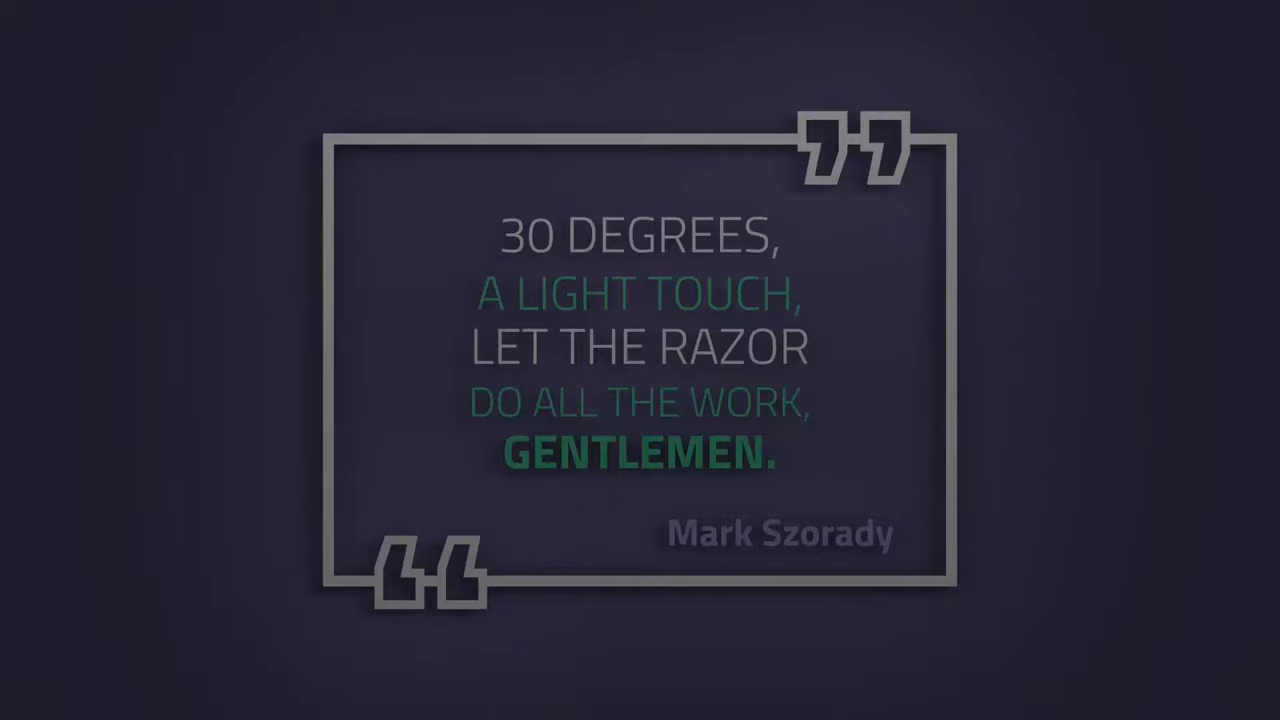 30 DEGREES,
A LIGHT TOUCH,
LET THE RAZOR
DO ALL THE WORK,
GENTLEMEN.
Mark Szorady